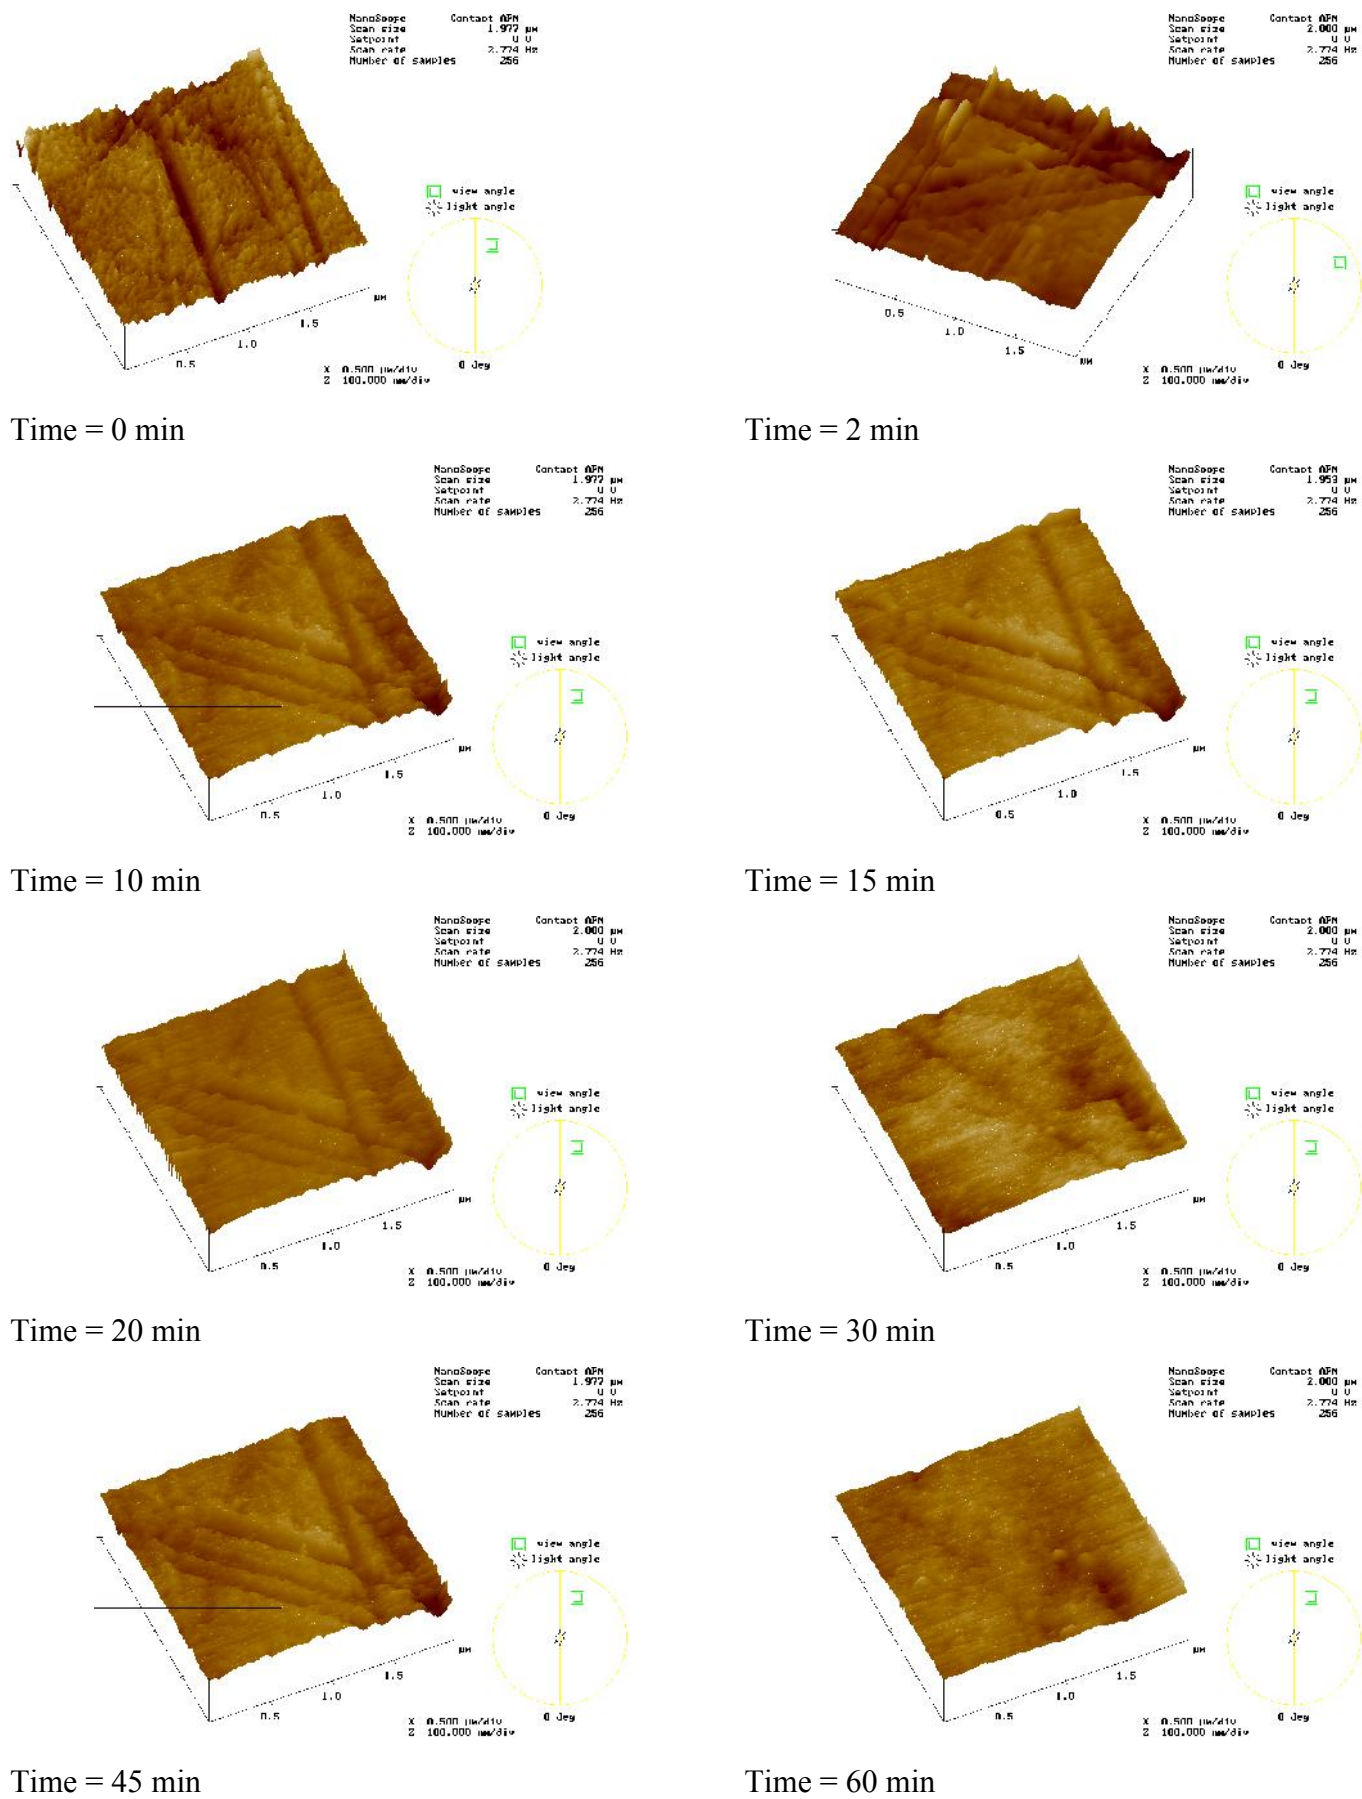 NanoScope Contact AFM
Scan size 1.977 µm
Setpoint 0 V
Scan rate 2.774 Hz
Number of samples 256
view angle
light angle
µm
1.5
1.0
0.5
0 deg
X 0.500 µm/div
Z 100.000 nm/div
Time = 0 min
NanoScope Contact AFM
Scan size 2.000 µm
Setpoint 0 V
Scan rate 2.774 Hz
Number of samples 256
view angle
light angle
0.5
1.0
1.5
µm
0 deg
X 0.500 µm/div
Z 100.000 nm/div
Time = 2 min
NanoScope Contact AFM
Scan size 1.977 µm
Setpoint 0 V
Scan rate 2.774 Hz
Number of samples 256
view angle
light angle
µm
1.5
1.0
0.5
0 deg
X 0.500 µm/div
Z 100.000 nm/div
Time = 10 min
NanoScope Contact AFM
Scan size 1.953 µm
Setpoint 0 V
Scan rate 2.774 Hz
Number of samples 256
view angle
light angle
µm
1.5
1.0
0.5
0 deg
X 0.500 µm/div
Z 100.000 nm/div
Time = 15 min
NanoScope Contact AFM
Scan size 2.000 µm
Setpoint 0 V
Scan rate 2.774 Hz
Number of samples 256
view angle
light angle
µm
1.5
1.0
0.5
0 deg
X 0.500 µm/div
Z 100.000 nm/div
Time = 20 min
NanoScope Contact AFM
Scan size 2.000 µm
Setpoint 0 V
Scan rate 2.774 Hz
Number of samples 256
view angle
light angle
µm
1.5
1.0
0.5
0 deg
X 0.500 µm/div
Z 100.000 nm/div
Time = 30 min
NanoScope Contact AFM
Scan size 1.977 µm
Setpoint 0 V
Scan rate 2.774 Hz
Number of samples 256
view angle
light angle
µm
1.5
1.0
0.5
0 deg
X 0.500 µm/div
Z 100.000 nm/div
Time = 45 min
NanoScope Contact AFM
Scan size 2.000 µm
Setpoint 0 V
Scan rate 2.774 Hz
Number of samples 256
view angle
light angle
µm
1.5
1.0
0.5
0 deg
X 0.500 µm/div
Z 100.000 nm/div
Time = 60 min